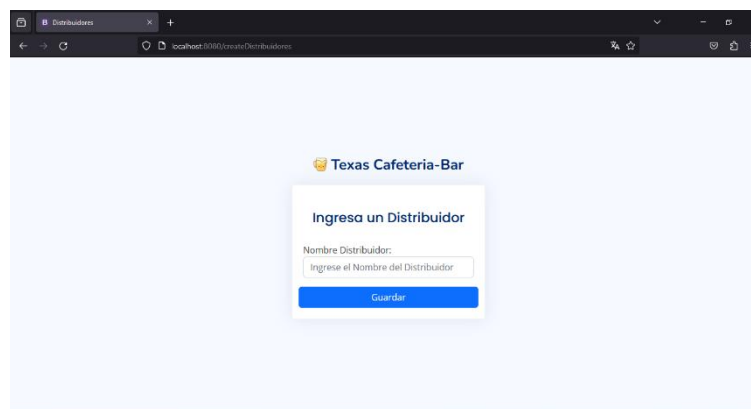 Distribuidores
localhost:8080/createDistribuidores
Texas Cafeteria-Bar
Ingresa un Distribuidor
Nombre Distribuidor:
Ingrese el Nombre del Distribuidor
Guardar